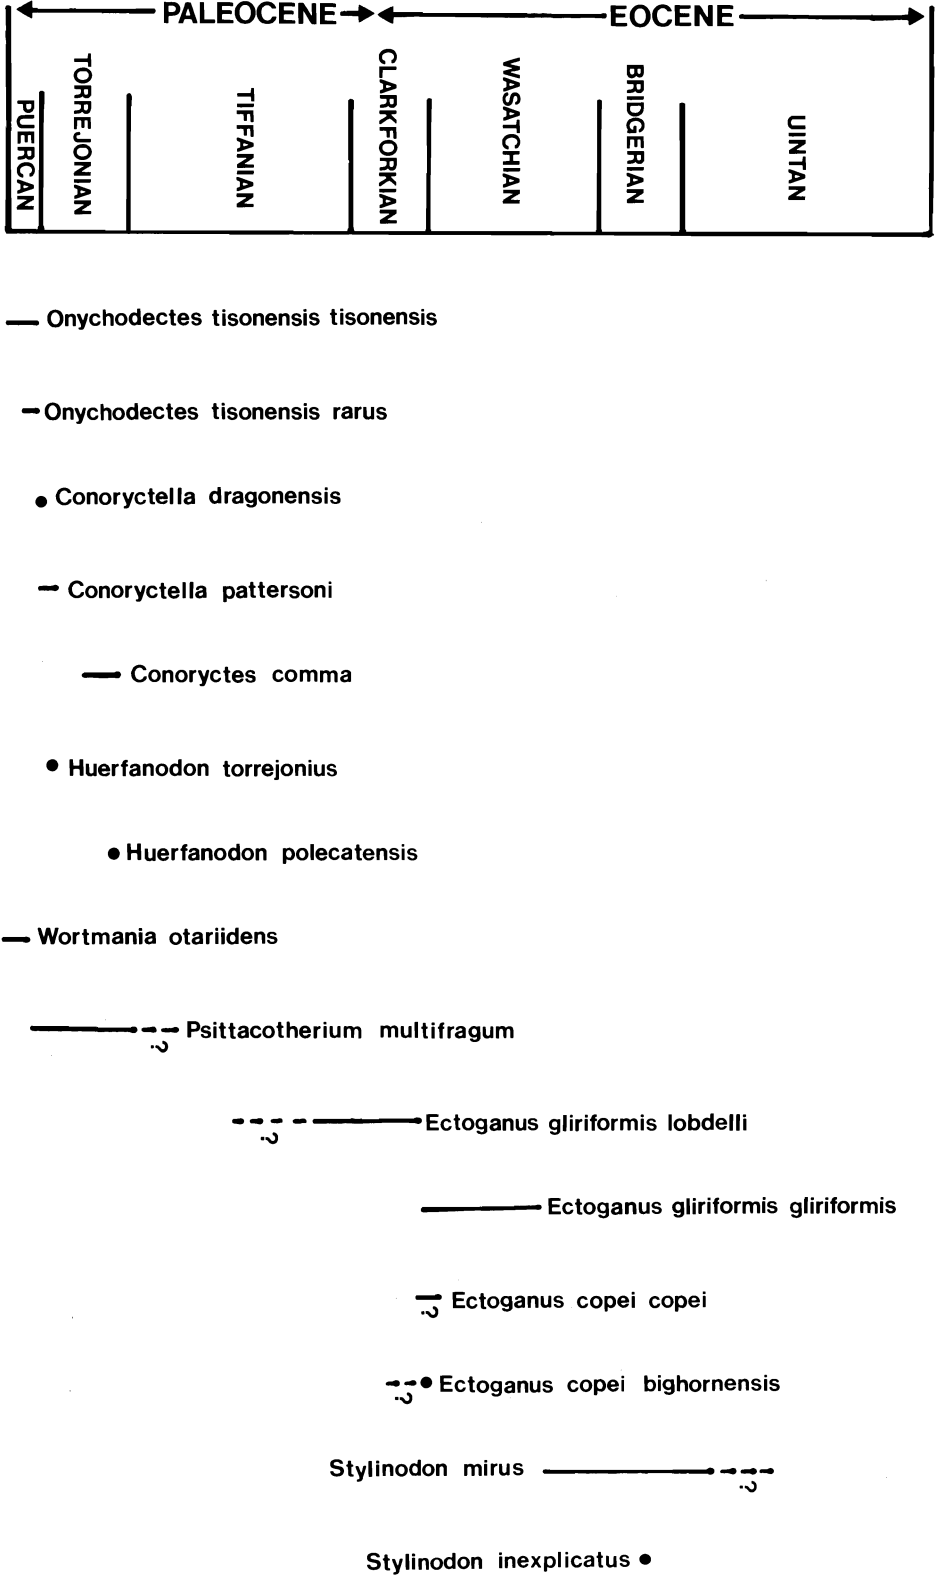 PALEOCENE EOCENE
PUERCAN
TORREJONIAN
TIFFANIAN
CLARKFORKIAN
WASATCHIAN
BRIDGERIAN
UINTAN
Onychodectes tisonensis tisonensis
Onychodectes tisonensis rarus
Conoryctella dragonensis
Conoryctella pattersoni
Conoryctes comma
Huerfanodon torrejonius
Huerfanodon polecatensis
Wortmania otariidens
Psittacotherium multifragum
?
Ectoganus gliriformis lobdelli
?
Ectoganus gliriformis gliriformis
Ectoganus copei copei
?
Ectoganus copei bighornensis
?
Stylinodon mirus
?
Stylinodon inexplicatus